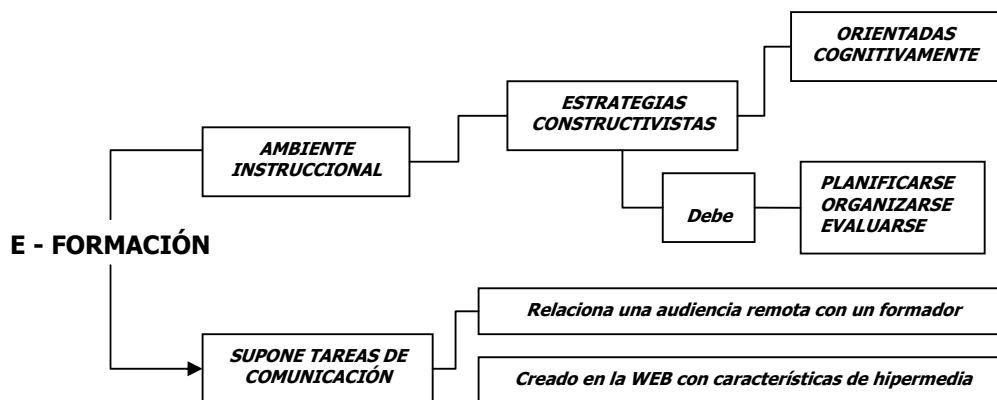 ORIENTADAS
COGNITIVAMENTE
ESTRATEGIAS
CONSTRUCTIVISTAS
AMBIENTE
INSTRUCCIONAL
Debe
PLANIFICARSE
ORGANIZARSE
EVALUARSE
E - FORMACIÓN
Relaciona una audiencia remota con un formador
SUPONE TAREAS DE
COMUNICACIÓN
Creado en la WEB con características de hipermedia